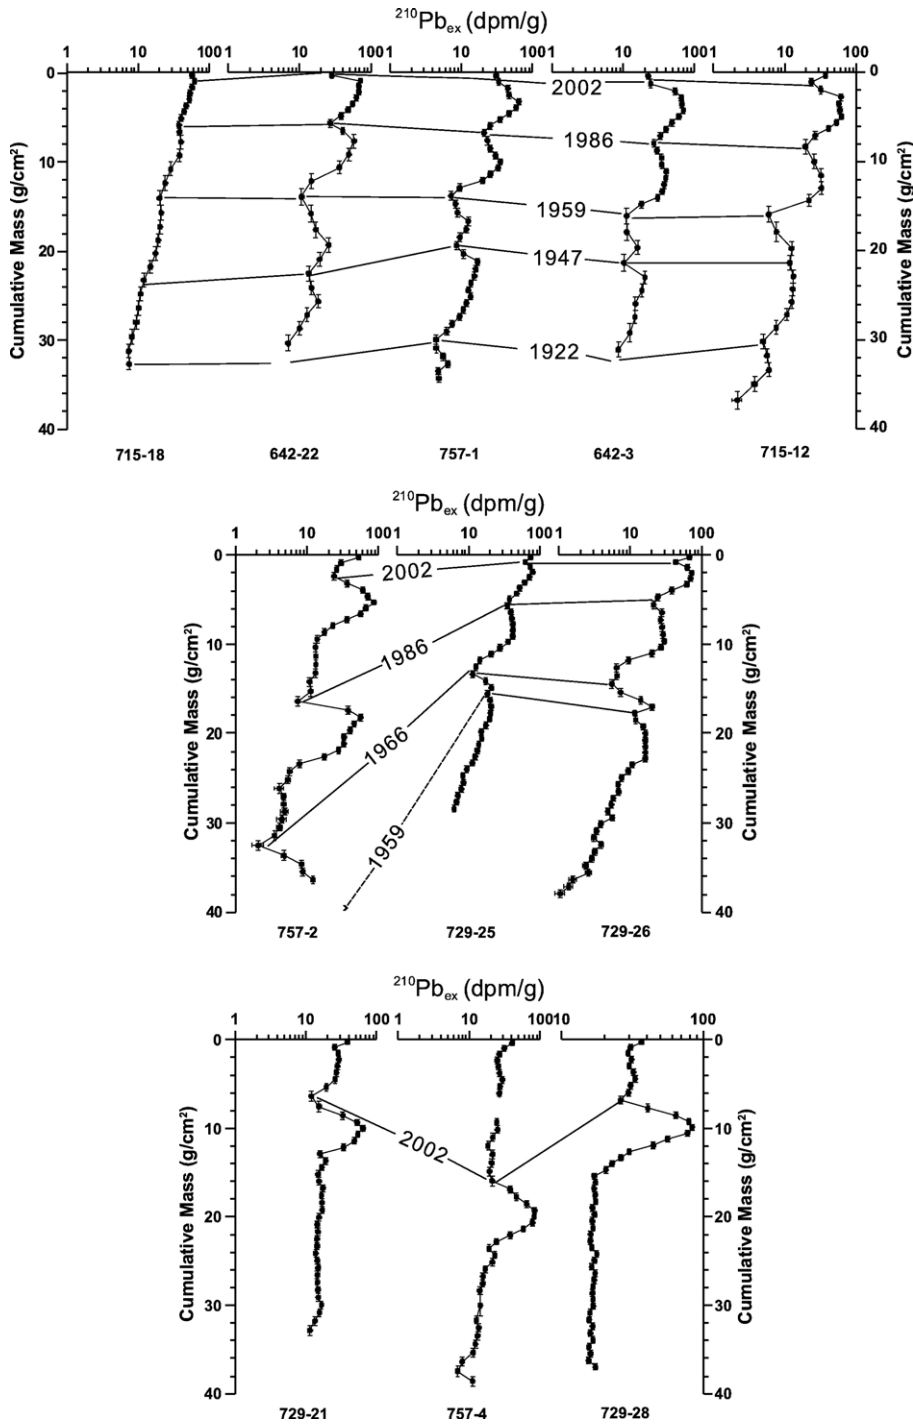 210Pbex (dpm/g)
1 10 1001 10 1001 10 1001 10 1001 10 100
0 0
2002
1986
10 10
1959
20 1947 20
30 1922 30
40 40
Cumulative Mass (g/cm²)
Cumulative Mass (g/cm²)
715-18 642-22 757-1 642-3 715-12
210Pbex (dpm/g)
1 10 1001 10 1001 10 100
0 0
2002
10 1986 10
20 1966 20
30 1959 30
40 40
Cumulative Mass (g/cm²)
Cumulative Mass (g/cm²)
757-2 729-25 729-26
210Pbex (dpm/g)
1 10 1001 10 10010 100
0 0
10 2002 10
20 20
30 30
40 40
Cumulative Mass (g/cm²)
Cumulative Mass (g/cm²)
729-21 757-4 729-28